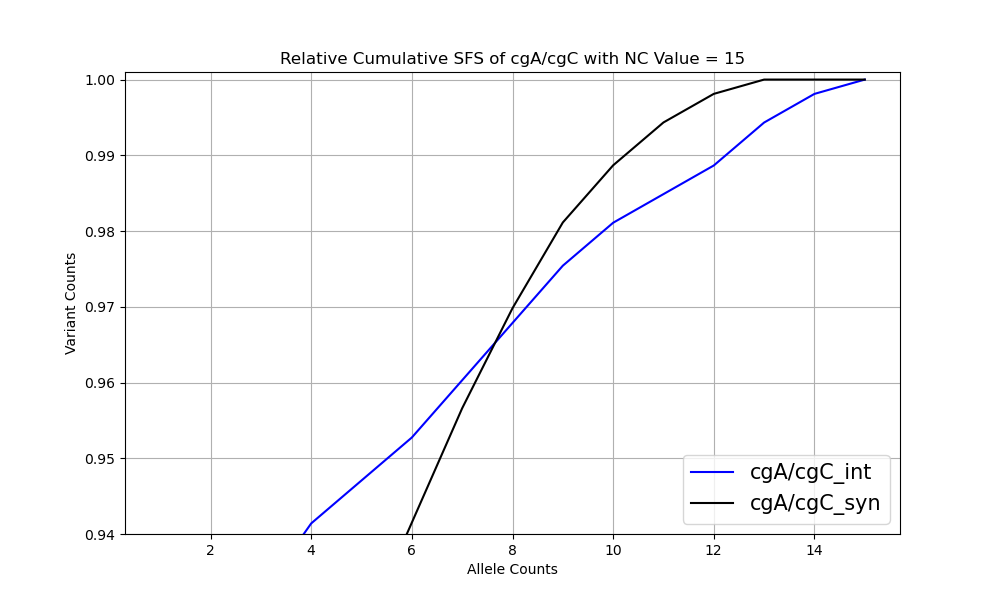 Relative Cumulative SFS of cgA/cgC with NC Value = 15
1.00
0.99
0.98
0.97
0.96
0.95
0.94
Variant Counts
cgA/cgC_int
cgA/cgC_syn
2 4 6 8 10 12 14
Allele Counts